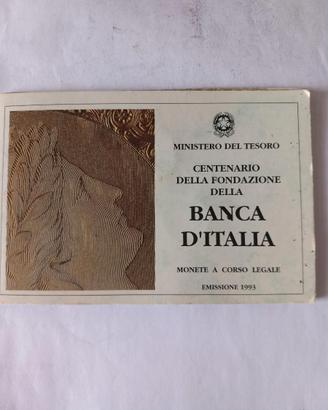 MINISTERO DEL TESORO
CENTENARIO
DELLA FONDAZIONE
DELLA
BANCA
D'ITALIA
MONETE A CORSO LEGALE
EMISSIONE 1993